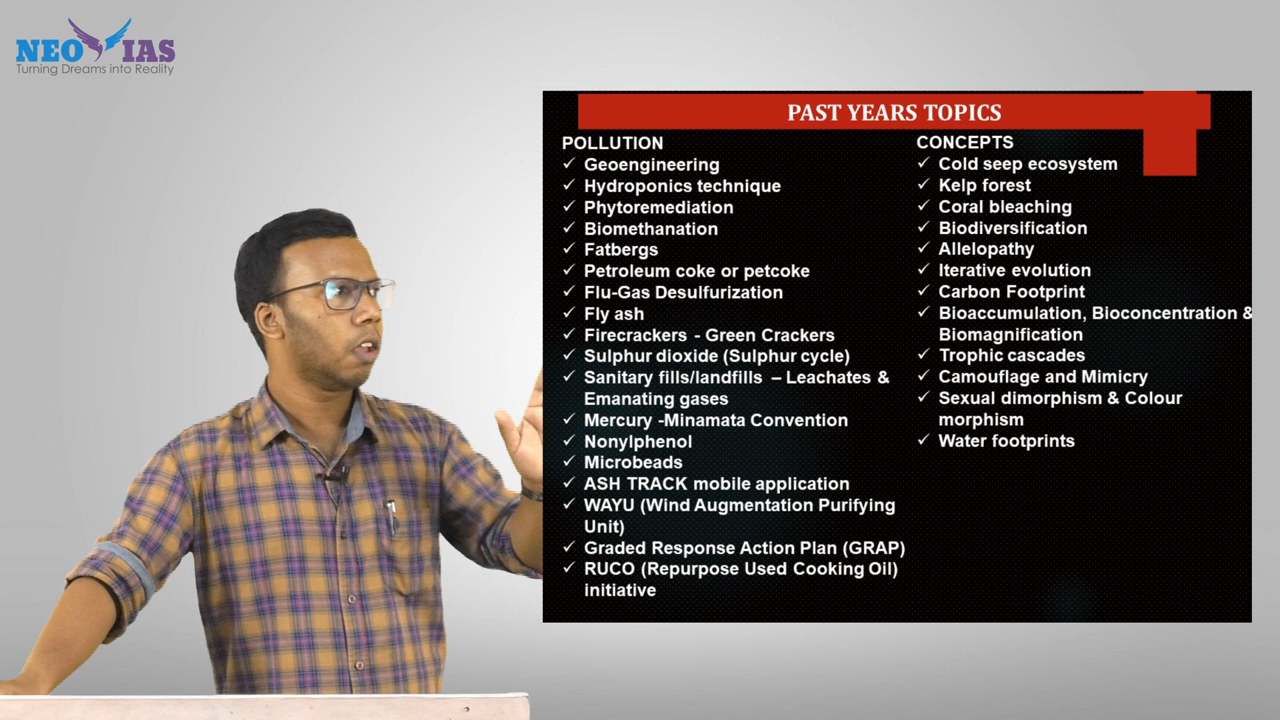 NEO IAS
Turning Dreams into Reality
PAST YEARS TOPICS
POLLUTION
✓ Geoengineering
✓ Hydroponics technique
✓ Phytoremediation
✓ Biomethanation
✓ Fatbergs
✓ Petroleum coke or petcoke
✓ Flu-Gas Desulfurization
✓ Fly ash
✓ Firecrackers - Green Crackers
✓ Sulphur dioxide (Sulphur cycle)
✓ Sanitary fills/landfills – Leachates &
Emanating gases
✓ Mercury -Minamata Convention
✓ Nonylphenol
✓ Microbeads
✓ ASH TRACK mobile application
✓ WAYU (Wind Augmentation Purifying
Unit)
✓ Graded Response Action Plan (GRAP)
✓ RUCO (Repurpose Used Cooking Oil)
initiative
CONCEPTS
✓ Cold seep ecosystem
✓ Kelp forest
✓ Coral bleaching
✓ Biodiversification
✓ Allelopathy
✓ Iterative evolution
✓ Carbon Footprint
✓ Bioaccumulation, Bioconcentration &
Biomagnification
✓ Trophic cascades
✓ Camouflage and Mimicry
✓ Sexual dimorphism & Colour
morphism
✓ Water footprints